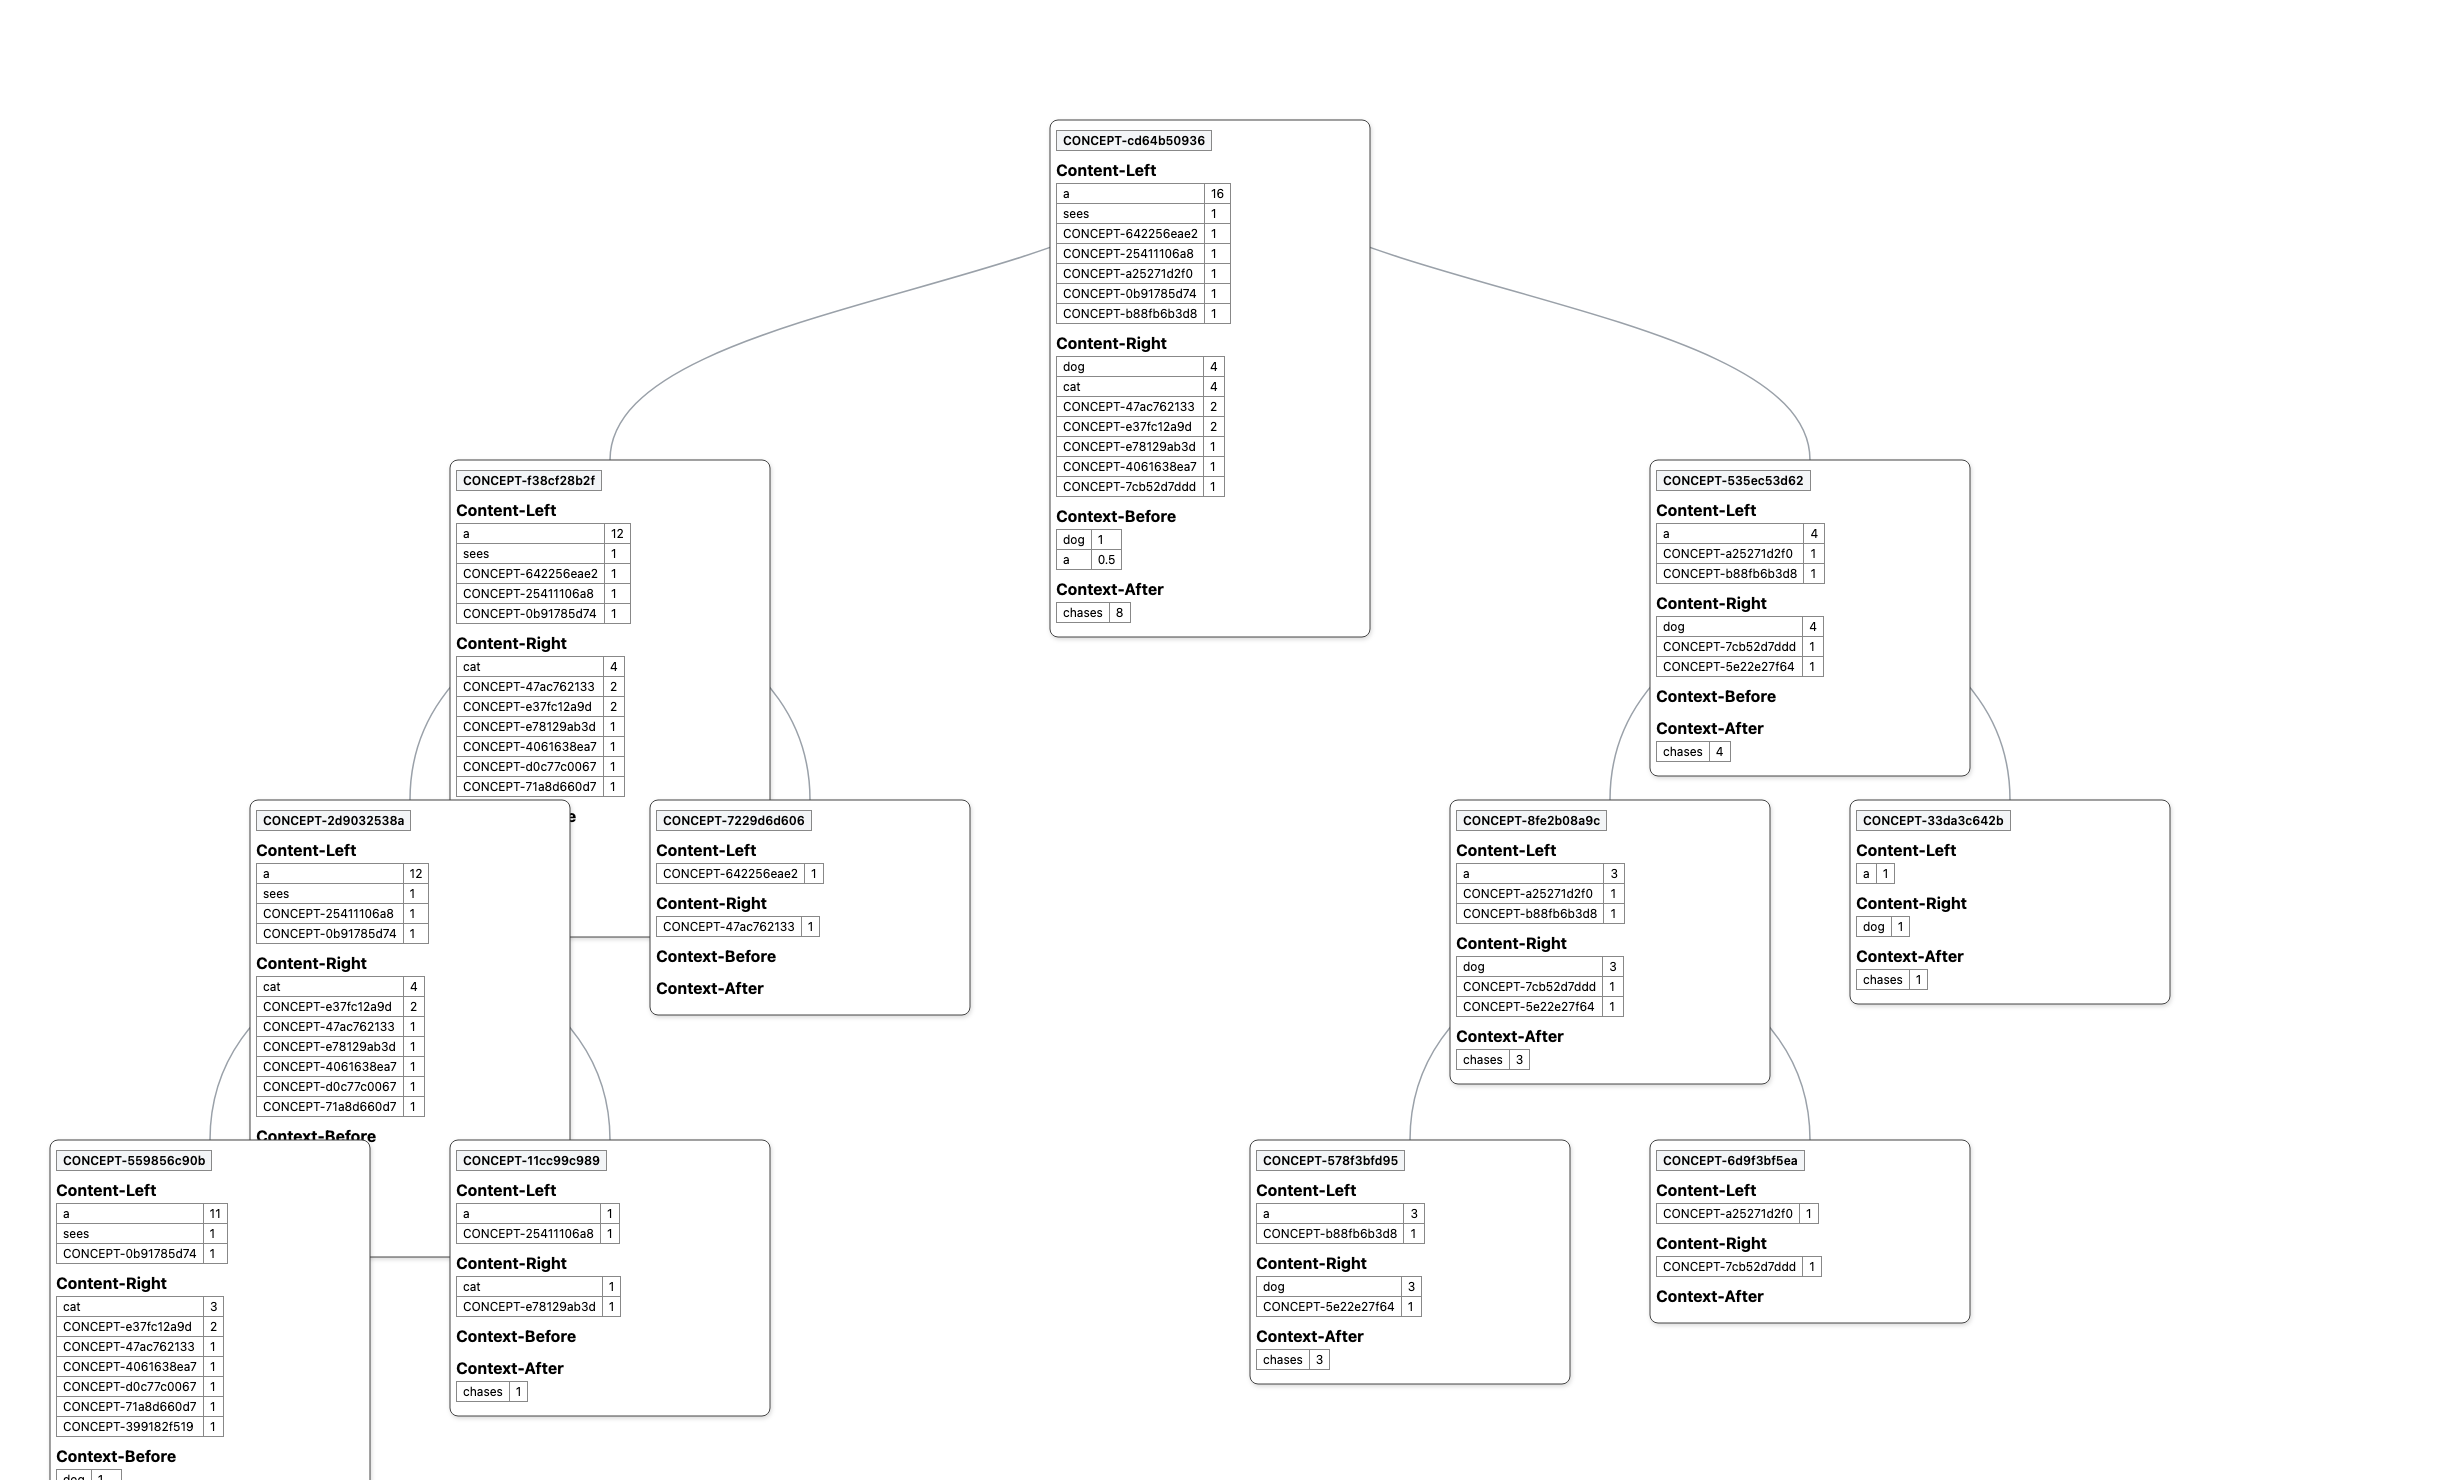 CONCEPT-cd64b50936
Content-Left
a 16
sees 1
CONCEPT-642256eae2 1
CONCEPT-25411106a8 1
CONCEPT-a25271d2f0 1
CONCEPT-0b91785d74 1
CONCEPT-b88fb6b3d8 1
Content-Right
dog 4
cat 4
CONCEPT-47ac762133 2
CONCEPT-e37fc12a9d 2
CONCEPT-e78129ab3d 1
CONCEPT-4061638ea7 1
CONCEPT-7cb52d7ddd 1
Context-Before
dog 1
a 0.5
Context-After
chases 8
CONCEPT-f38cf28b2f
Content-Left
a 12
sees 1
CONCEPT-642256eae2 1
CONCEPT-25411106a8 1
CONCEPT-0b91785d74 1
Content-Right
cat 4
CONCEPT-47ac762133 2
CONCEPT-e37fc12a9d 2
CONCEPT-e78129ab3d 1
CONCEPT-4061638ea7 1
CONCEPT-d0c77c0067 1
CONCEPT-71a8d660d7 1
CONCEPT-535ec53d62
Content-Left
a 4
CONCEPT-a25271d2f0 1
CONCEPT-b88fb6b3d8 1
Content-Right
dog 4
CONCEPT-7cb52d7ddd 1
CONCEPT-5e22e27f64 1
Context-Before
Context-After
chases 4
CONCEPT-2d9032538a
Content-Left
a 12
sees 1
CONCEPT-25411106a8 1
CONCEPT-0b91785d74 1
Content-Right
cat 4
CONCEPT-e37fc12a9d 2
CONCEPT-47ac762133 1
CONCEPT-e78129ab3d 1
CONCEPT-4061638ea7 1
CONCEPT-d0c77c0067 1
CONCEPT-71a8d660d7 1
Context-Before
CONCEPT-7229d6d606
Content-Left
CONCEPT-642256eae2 1
Content-Right
CONCEPT-47ac762133 1
Context-Before
Context-After
CONCEPT-8fe2b08a9c
Content-Left
a 3
CONCEPT-a25271d2f0 1
CONCEPT-b88fb6b3d8 1
Content-Right
dog 3
CONCEPT-7cb52d7ddd 1
CONCEPT-5e22e27f64 1
Context-After
chases 3
CONCEPT-33da3c642b
Content-Left
a 1
Content-Right
dog 1
Context-After
chases 1
CONCEPT-559856c90b
Content-Left
a 11
sees 1
CONCEPT-0b91785d74 1
Content-Right
cat 3
CONCEPT-e37fc12a9d 2
CONCEPT-47ac762133 1
CONCEPT-4061638ea7 1
CONCEPT-d0c77c0067 1
CONCEPT-71a8d660d7 1
CONCEPT-399182f519 1
Context-Before
dog 1
CONCEPT-11cc99c989
Content-Left
a 1
CONCEPT-25411106a8 1
Content-Right
cat 1
CONCEPT-e78129ab3d 1
Context-Before
Context-After
chases 1
CONCEPT-578f3bfd95
Content-Left
a 3
CONCEPT-b88fb6b3d8 1
Content-Right
dog 3
CONCEPT-5e22e27f64 1
Context-After
chases 3
CONCEPT-6d9f3bf5ea
Content-Left
CONCEPT-a25271d2f0 1
Content-Right
CONCEPT-7cb52d7ddd 1
Context-After